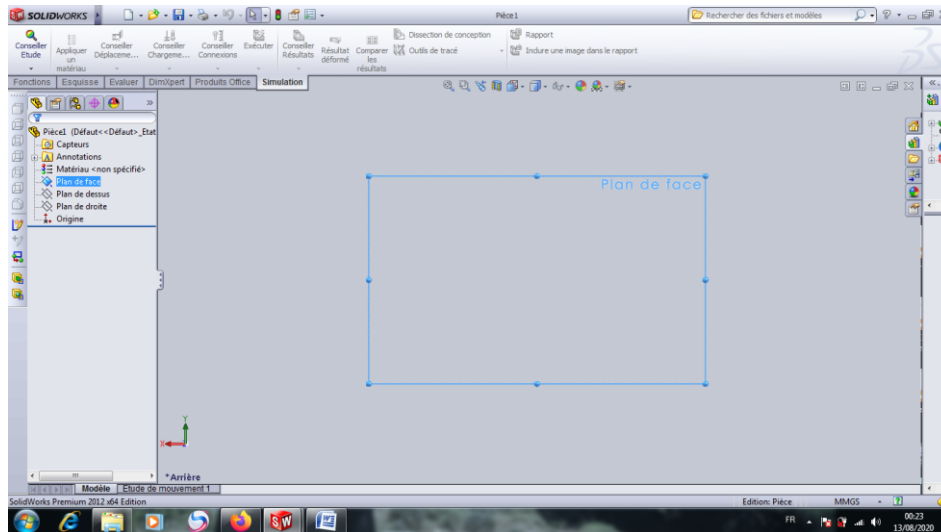 SOLIDWORKS
Pièce1
Rechercher des fichiers et modèles
Conseiller Etude
Appliquer un matériau
Conseiller Déplaceme...
Conseiller Chargeme...
Conseiller Connexions
Exécuter
Conseiller Résultats
Résultat déformé
Comparer les résultats
Dissection de conception
Outils de tracé
Rapport
Indure une image dans le rapport
Fonctions
Esquisse
Evaluer
DimXpert
Produits Office
Simulation
Pièce1 (Défaut<<Défaut>_Etat
Capteurs
Annotations
Matériau <non spécifié>
Plan de face
Plan de dessus
Plan de droite
Origine
Plan de face
Y
X
*Arrière
Modèle
Etude de mouvement 1
SolidWorks Premium 2012 x64 Edition
Edition: Pièce
MMGS
FR
00:23
13/08/2020